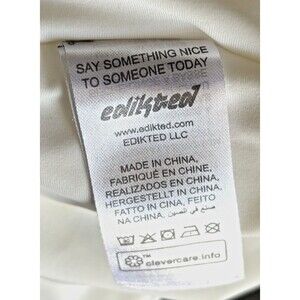 SAY SOMETHING NICE
TO SOMEONE TODAY
edikted
www.edikted.com
EDIKTED LLC
MADE IN CHINA,
FABRIQUÉ EN CHINE,
REALIZADOS EN CHINA,
HERGESTELLT IN CHINA,
FATTO IN CINA, FEITO
NA CHINA, صنع في الصين
™ clevercare.info